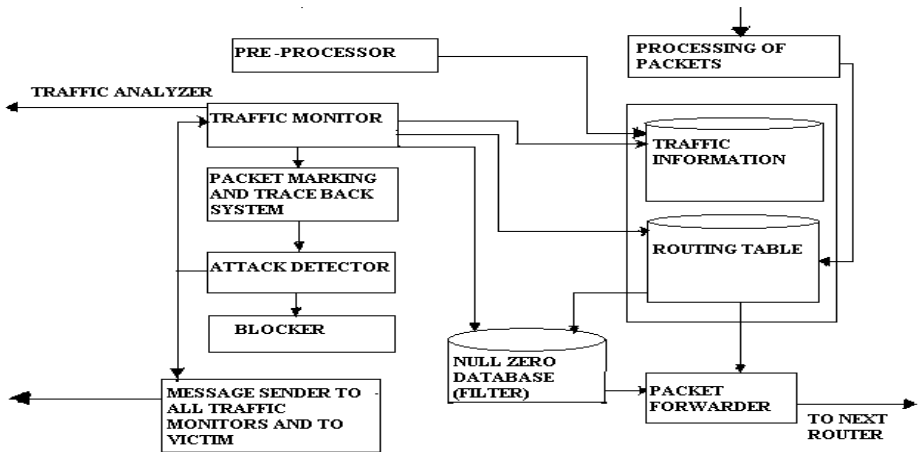 PRE-PROCESSOR
PROCESSING OF
PACKETS
TRAFFIC ANALYZER
TRAFFIC MONITOR
TRAFFIC
INFORMATION
PACKET MARKING
AND TRACE BACK
SYSTEM
ROUTING TABLE
ATTACK DETECTOR
BLOCKER
NULL ZERO
DATABASE
(FILTER)
MESSAGE SENDER TO
ALL TRAFFIC
MONITORS AND TO
VICTIM
PACKET
FORWARDER
TO NEXT
ROUTER